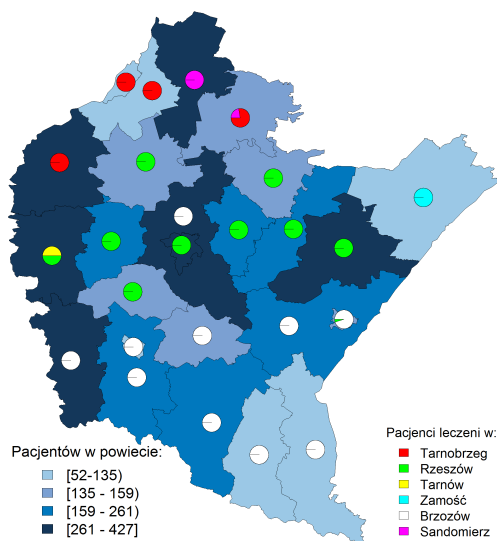 Pacjentów w powiecie:
[52-135)
[135 - 159)
[159 - 261)
[261 - 427]
Pacjenci leczeni w:
Tarnobrzeg
Rzeszów
Tarnów
Zamość
Brzozów
Sandomierz